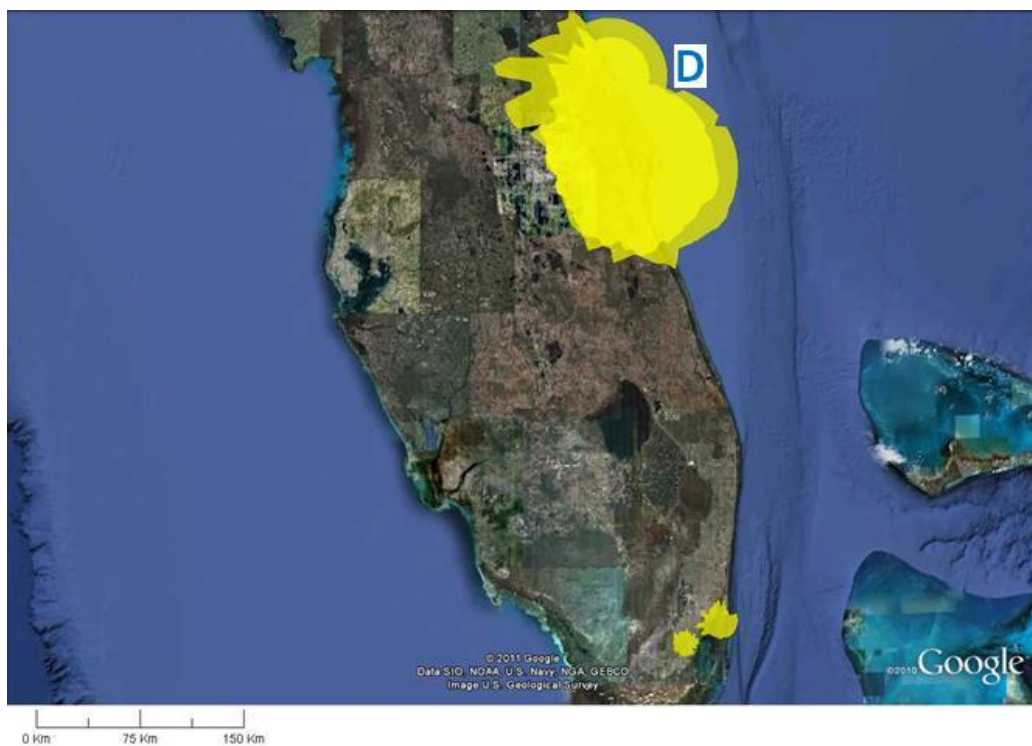 D
© 2011 Google
Data SIO, NOAA, U.S. Navy, NGA, GEBCO
Image U.S. Geological Survey
©2010 Google
0 Km 75 Km 150 Km